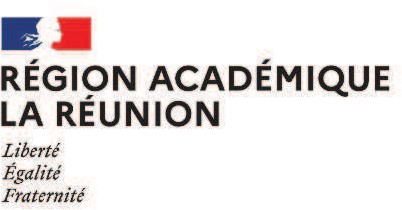 RÉGION ACADÉMIQUE
LA RÉUNION
Liberté
Égalité
Fraternité